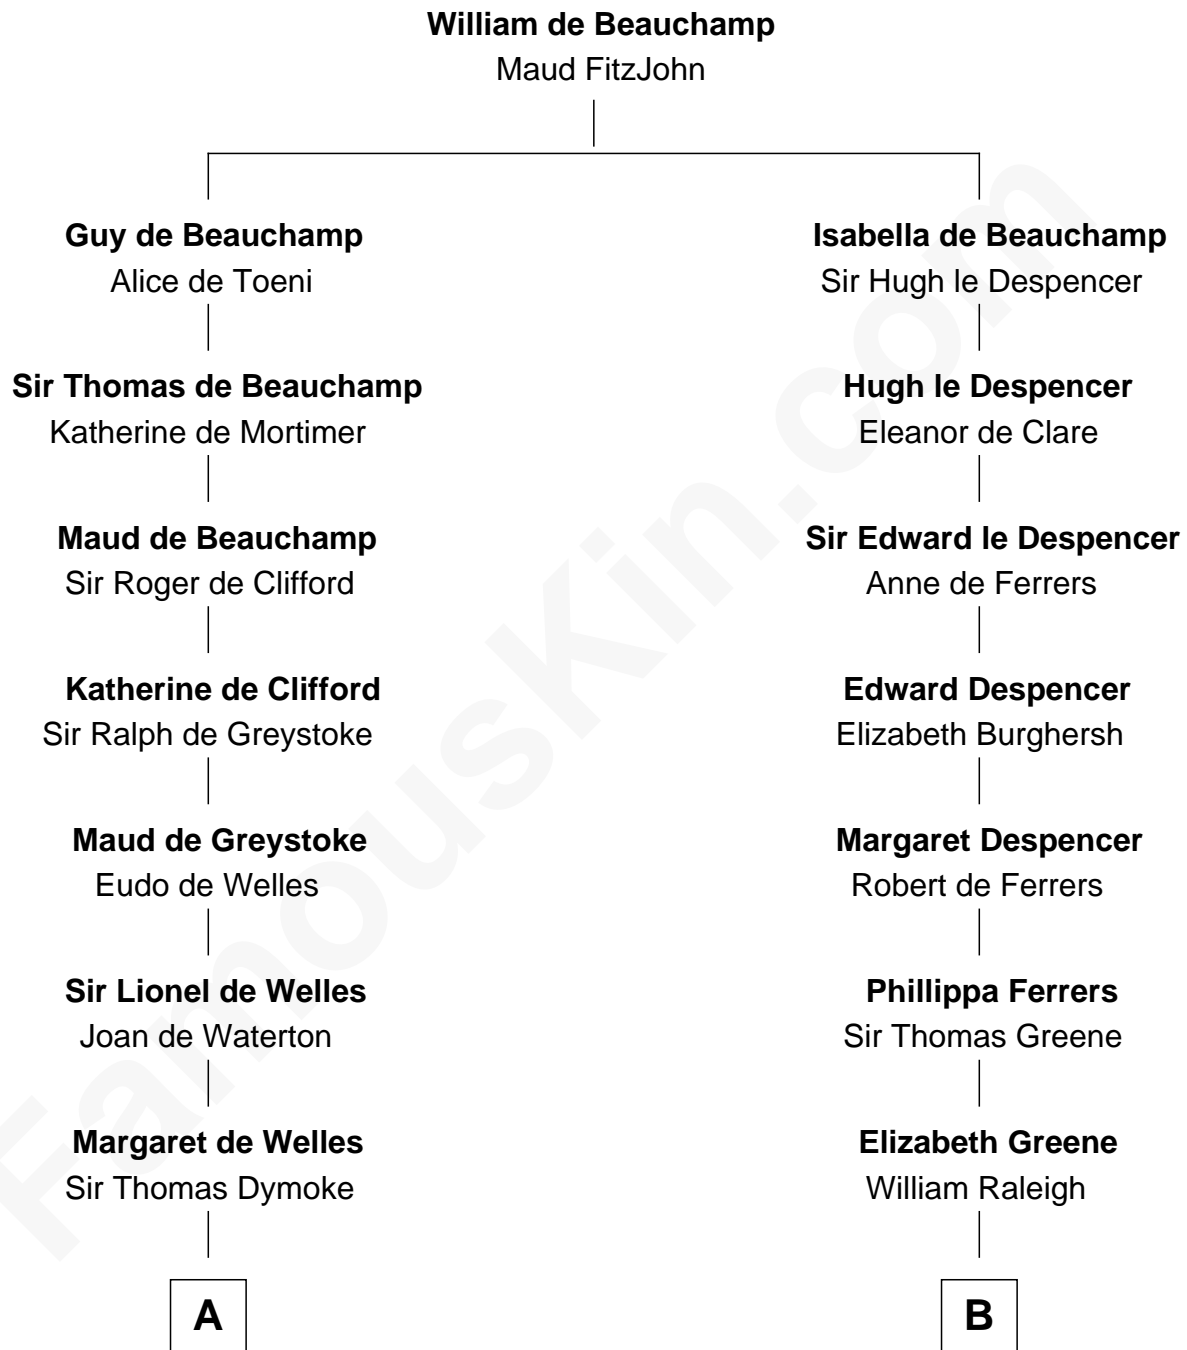 William de Beauchamp
Maud FitzJohn
Guy de Beauchamp
Alice de Toeni
Isabella de Beauchamp
Sir Hugh le Despencer
Sir Thomas de Beauchamp
Katherine de Mortimer
Hugh le Despencer
Eleanor de Clare
Maud de Beauchamp
Sir Roger de Clifford
Sir Edward le Despencer
Anne de Ferrers
Katherine de Clifford
Sir Ralph de Greystoke
Edward Despencer
Elizabeth Burghersh
Maud de Greystoke
Eudo de Welles
Margaret Despencer
Robert de Ferrers
Sir Lionel de Welles
Joan de Waterton
Phillippa Ferrers
Sir Thomas Greene
Margaret de Welles
Sir Thomas Dymoke
Elizabeth Greene
William Raleigh
A
B
FamousKin.com